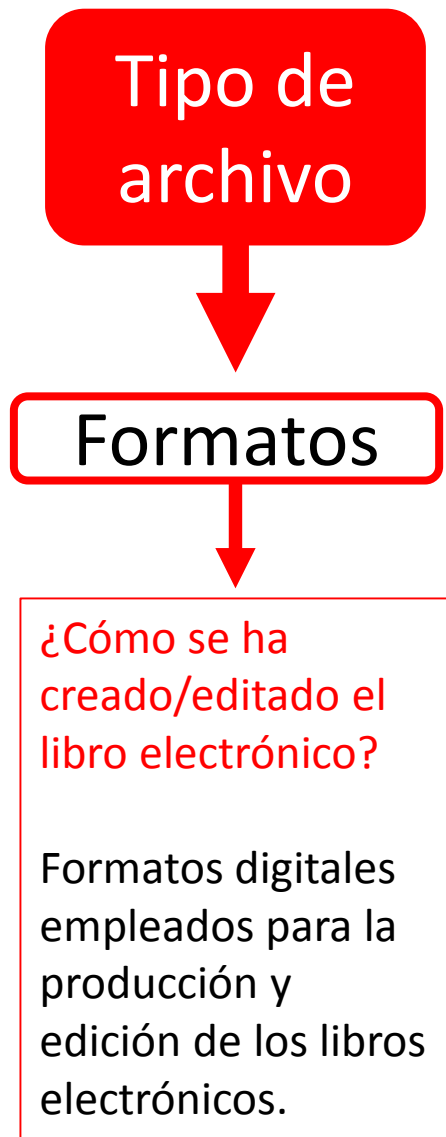 Tipo de
archivo
Formatos
¿Cómo se ha
creado/editado el
libro electrónico?
Formatos digitales
empleados para la
producción y
edición de los libros
electrónicos.